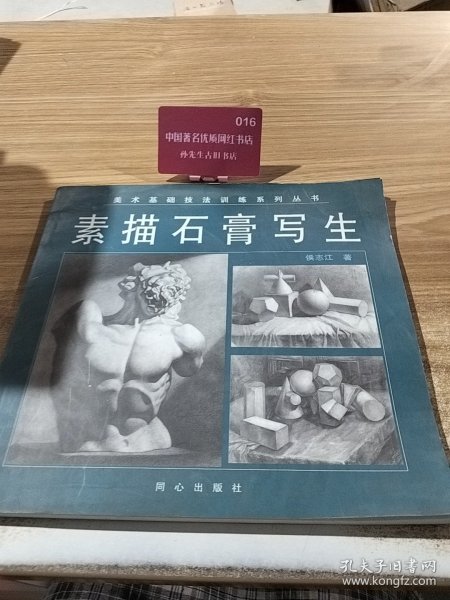 016
中国著名优质网红书店
孙先生古旧书店
美术基础技法训练系列丛书
素描石膏写生
侯志江 著
同心出版社
孔夫子旧书网
www.kongfz.com